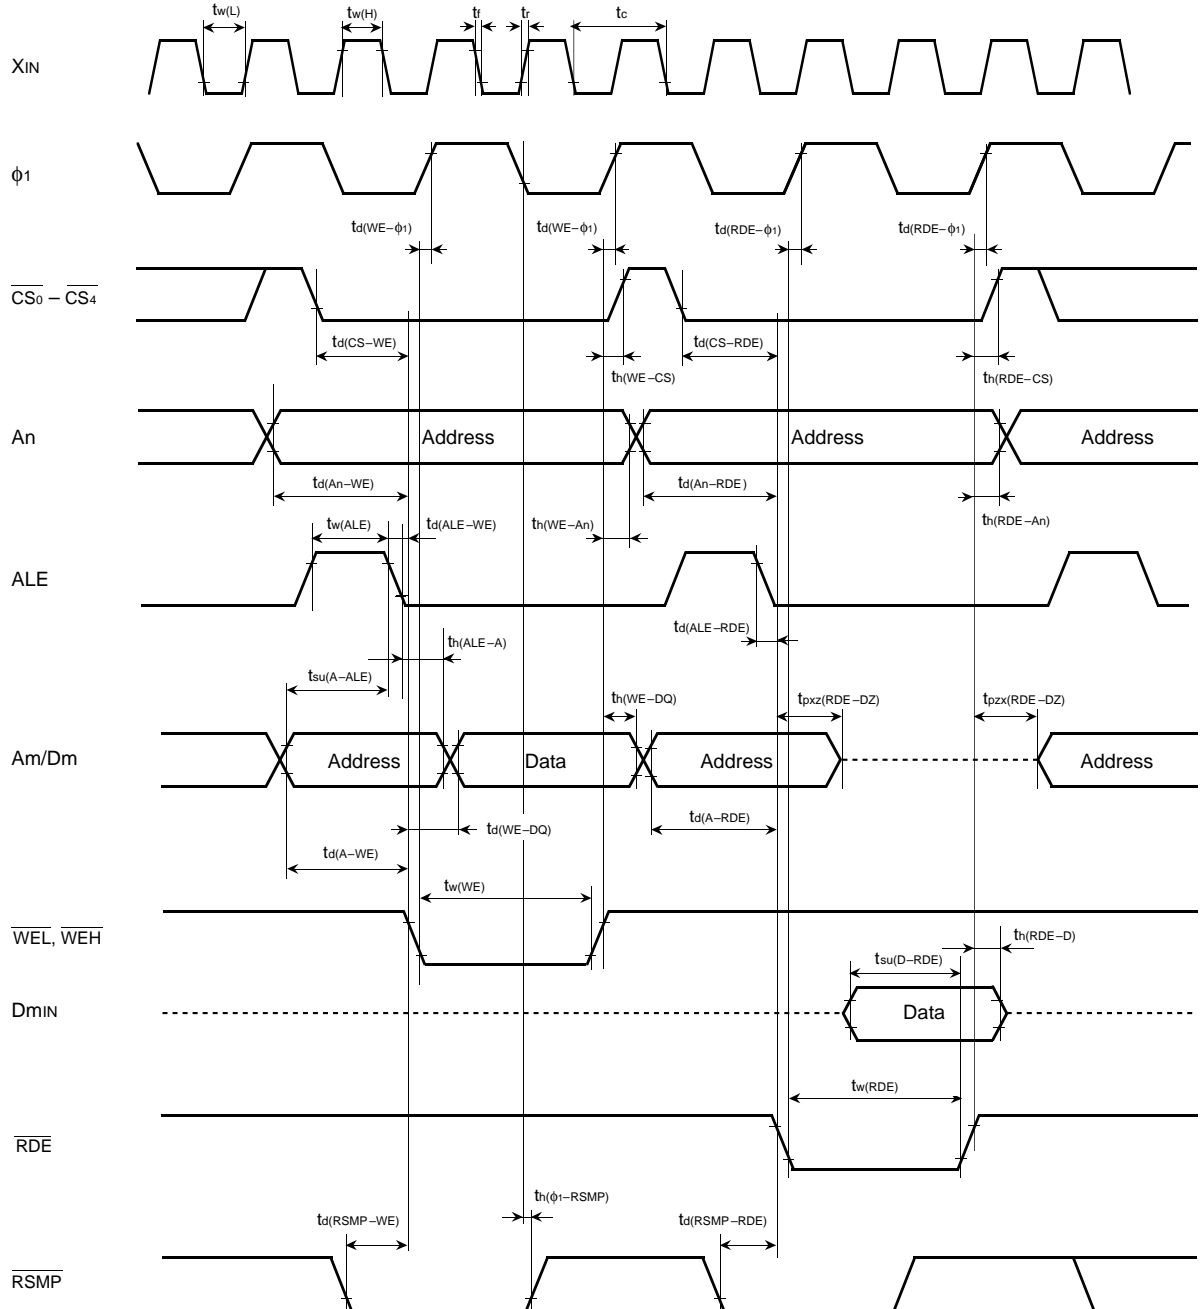 tw(L) tw(H) tf tr tc
XIN
ϕ1
td(WE–ϕ1) td(WE–ϕ1) td(RDE–ϕ1) td(RDE–ϕ1)
CS0 – CS4
td(CS–WE) td(CS–RDE)
th(WE–CS) th(RDE–CS)
An Address Address Address
td(An–WE) td(An–RDE)
tw(ALE) td(ALE–WE) th(WE–An) th(RDE–An)
ALE
td(ALE–RDE)
th(ALE–A)
tsu(A–ALE)
th(WE–DQ) tpxz(RDE–DZ) tpzx(RDE–DZ)
Am/Dm Address Data Address Address
td(WE–DQ) td(A–RDE)
td(A–WE)
tw(WE)
WEL, WEH
th(RDE–D)
tsu(D–RDE)
DmIN Data
tw(RDE)
RDE
th(ϕ1–RSMP)
td(RSMP–WE) td(RSMP–RDE)
RSMP